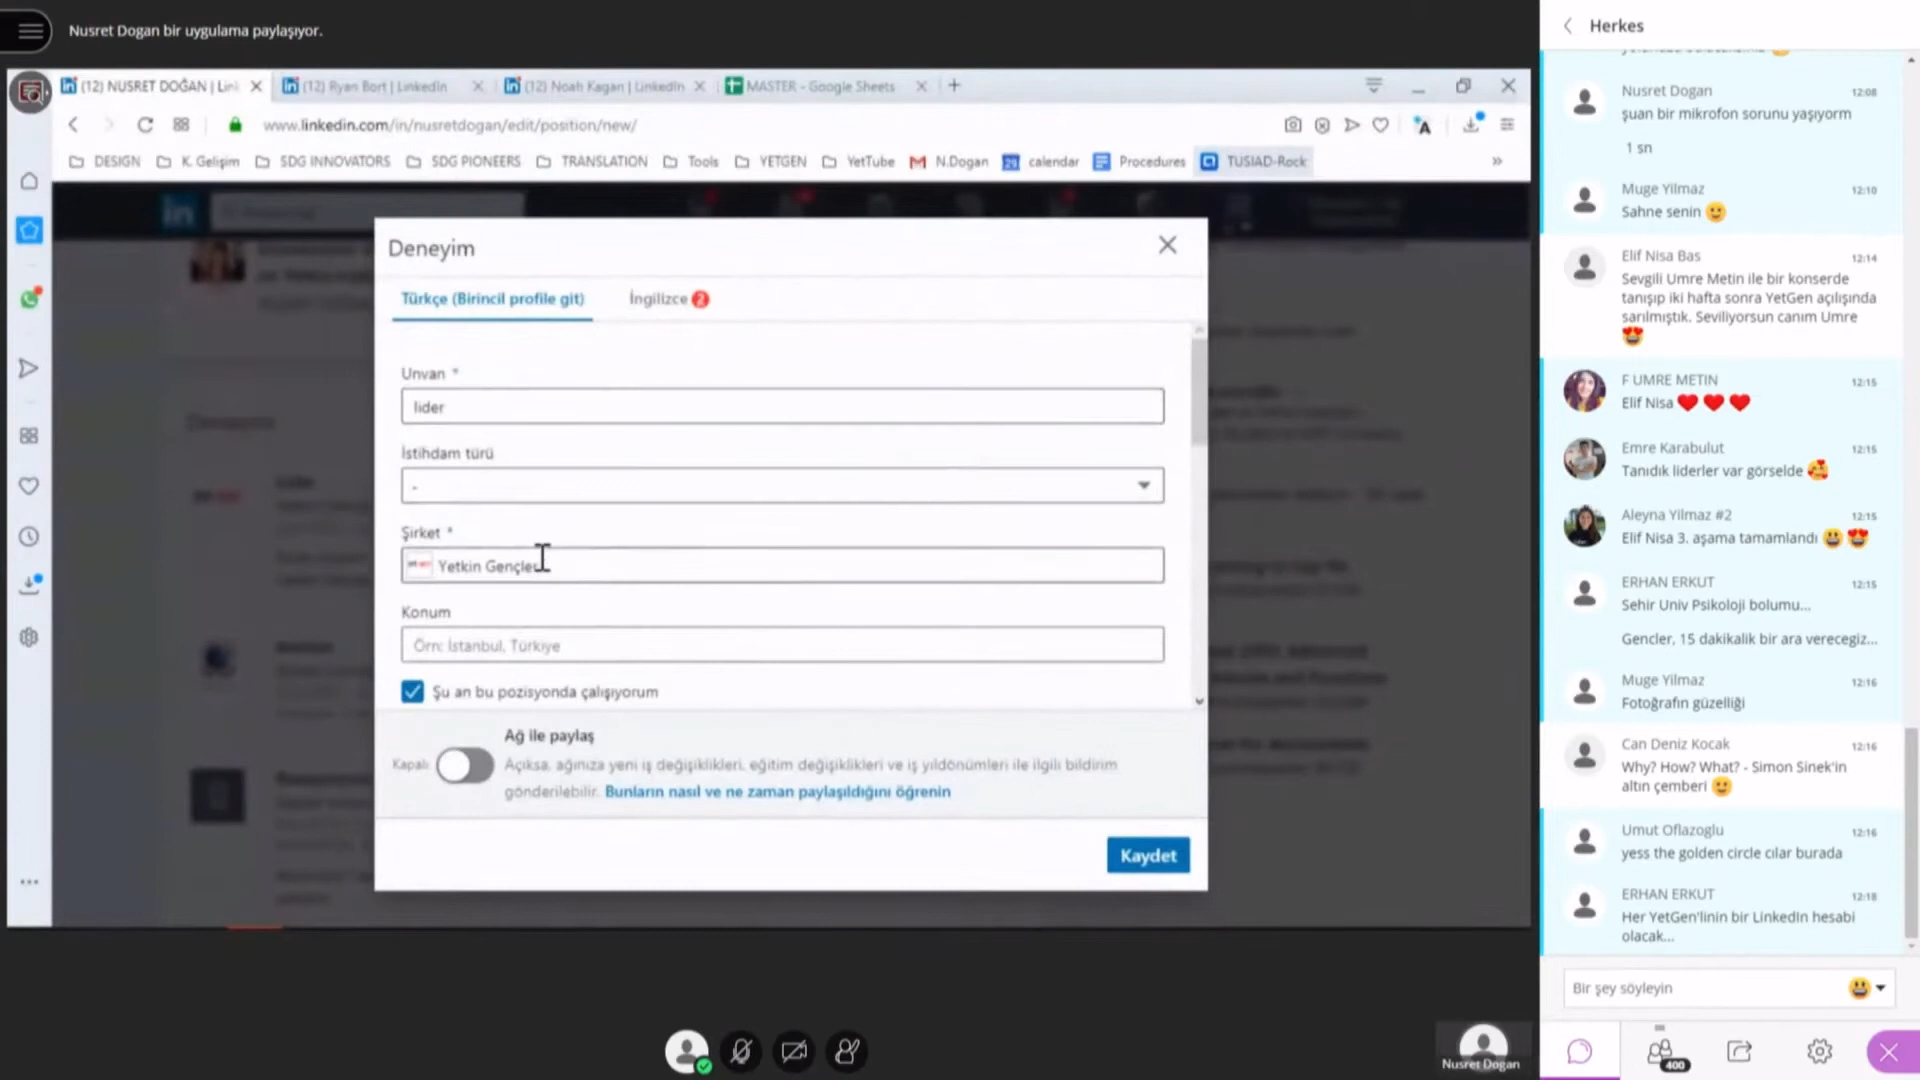 Nusret Dogan bir uygulama paylaşıyor.
(12) NUSRET DOĞAN | Link
(12) Ryan Bort | LinkedIn
(12) Noah Kagan | LinkedIn
MASTER - Google Sheets
www.linkedin.com/in/nusretdogan/edit/position/new/
DESIGN
K. Gelişim
SDG INNOVATORS
SDG PIONEERS
TRANSLATION
Tools
YETGEN
YetTube
N.Dogan
calendar
Procedures
TUSIAD-Rock
Deneyim
Türkçe (Birincil profile git)
İngilizce 2
Unvan *
lider
İstihdam türü
-
Şirket *
Yetkin Gençler
Konum
Örn: İstanbul, Türkiye
Şu an bu pozisyonda çalışıyorum
Ağ ile paylaş
Kapalı
Açıksa, ağınıza yeni iş değişiklikleri, eğitim değişiklikleri ve iş yıldönümleri ile ilgili bildirim
gönderilebilir. Bunların nasıl ve ne zaman paylaşıldığını öğrenin
Kaydet
Herkes
Nusret Dogan 12:08
şuan bir mikrofon sorunu yaşıyorm
1 sn
Muge Yilmaz 12:10
Sahne senin 🙂
Elif Nisa Bas 12:14
Sevgili Umre Metin ile bir konserde
tanışıp iki hafta sonra YetGen açılışında
sarılmıştık. Seviliyorsun canım Umre
😍
F UMRE METIN 12:15
Elif Nisa ❤️ ❤️ ❤️
Emre Karabulut 12:15
Tanıdık liderler var görselde 🥰
Aleyna Yilmaz #2 12:15
Elif Nisa 3. aşama tamamlandı 😃 😍
ERHAN ERKUT 12:15
Sehir Univ Psikoloji bolumu...
Gencler, 15 dakikalik bir ara verecegiz...
Muge Yilmaz 12:16
Fotoğrafın güzelliği
Can Deniz Kocak 12:16
Why? How? What? - Simon Sinek'in
altın çemberi 🙂
Umut Oflazoglu 12:16
yess the golden circle cılar burada
ERHAN ERKUT 12:18
Her YetGen'linin bir LinkedIn hesabi
olacak...
Bir şey söyleyin
Nusret Dogan
400